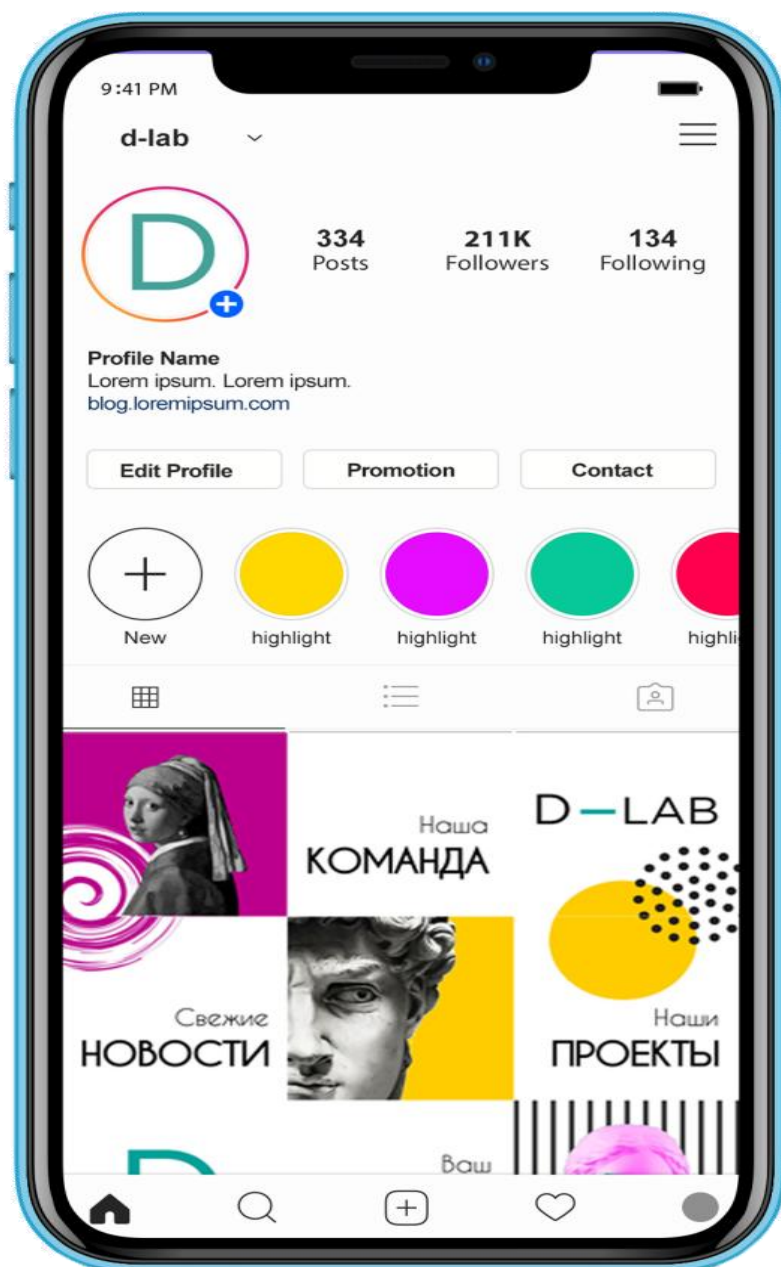 9:41 PM
d-lab
D
334 211K 134
Posts Followers Following
Profile Name
Lorem ipsum. Lorem ipsum.
blog.loremipsum.com
Edit Profile Promotion Contact
New highlight highlight highlight highli
Наша
КОМАНДА
D—LAB
Свежие
НОВОСТИ
Наши
ПРОЕКТЫ
D
Ваш